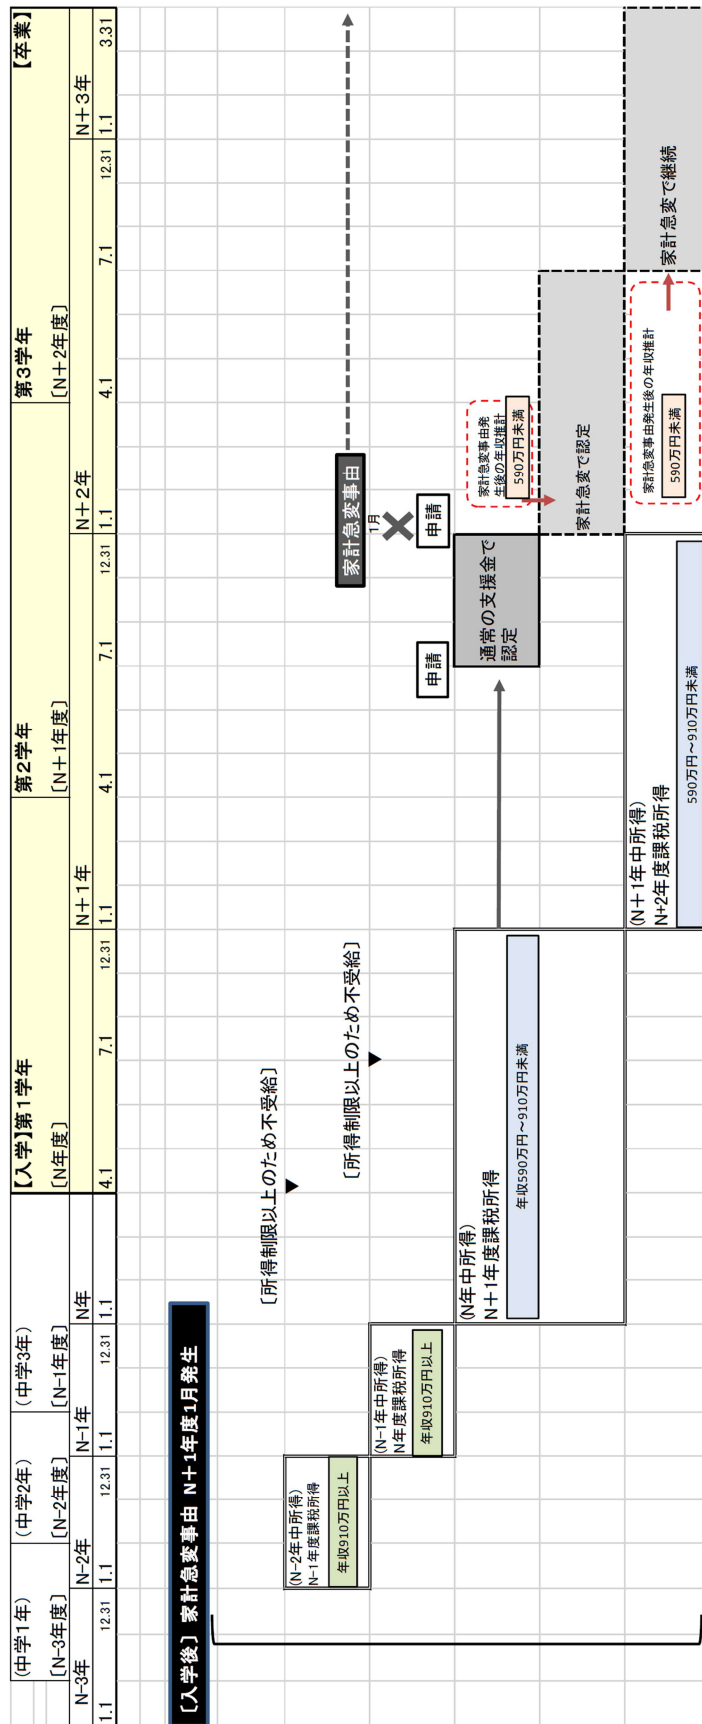 (中学1年)
(中学2年)
(中学3年)
【入学】第1学年
第2学年
第3学年
【卒業】
[N-3年度]
[N-2年度]
[N-1年度]
[N年度]
[N+1年度]
[N+2年度]
N-3年
N-2年
N-1年
N年
N+1年
N+2年
N+3年
1.1
12.31
1.1
12.31
1.1
12.31
1.1
4.1
7.1
12.31
1.1
4.1
7.1
12.31
1.1
4.1
7.1
12.31
1.1
3.31
[入学後] 家計急変事由 N+1年度1月発生
[所得制限以上のため不受給]
(N-2年中所得)
N-1年度課税所得
年収910万円以上
家計急変事由
1月
[所得制限以上のため不受給]
(N-1年中所得)
N年度課税所得
年収910万円以上
申請
申請
(N年中所得)
N+1年度課税所得
年収590万円~910万円未満
通常の支援金で
認定
家計急変事由発
生後の年収推計
590万円未満
家計急変で認定
(N+1年中所得)
N+2年度課税所得
590万円~910万円未満
家計急変事由発生後の年収推計
590万円未満
家計急変で継続